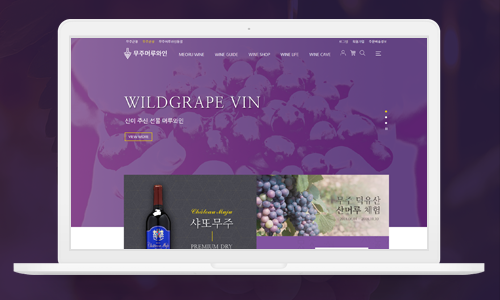 무주머루와인
MEORU WINE WINE GUIDE WINE SHOP WINE LIFE WINE CAVE
WILDGRAPE VIN
신이 주신 선물 머루와인
VIEW MORE
Château Muju
샤또무주
PREMIUM DRY
무주 덕유산
산머루 체험